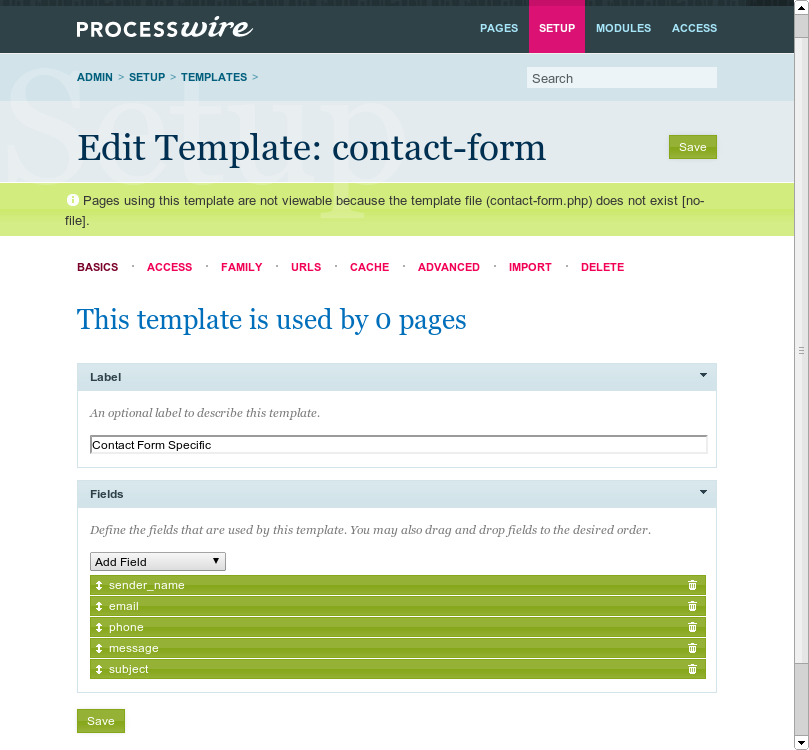 PROCESSwire
PAGES SETUP MODULES ACCESS
ADMIN > SETUP > TEMPLATES >
Search
Setup
Edit Template: contact-form
Save
Pages using this template are not viewable because the template file (contact-form.php) does not exist [no-
file].
BASICS · ACCESS · FAMILY · URLS · CACHE · ADVANCED · IMPORT · DELETE
This template is used by 0 pages
Label
An optional label to describe this template.
Contact Form Specific
Fields
Define the fields that are used by this template. You may also drag and drop fields to the desired order.
Add Field
sender_name
email
phone
message
subject
Save